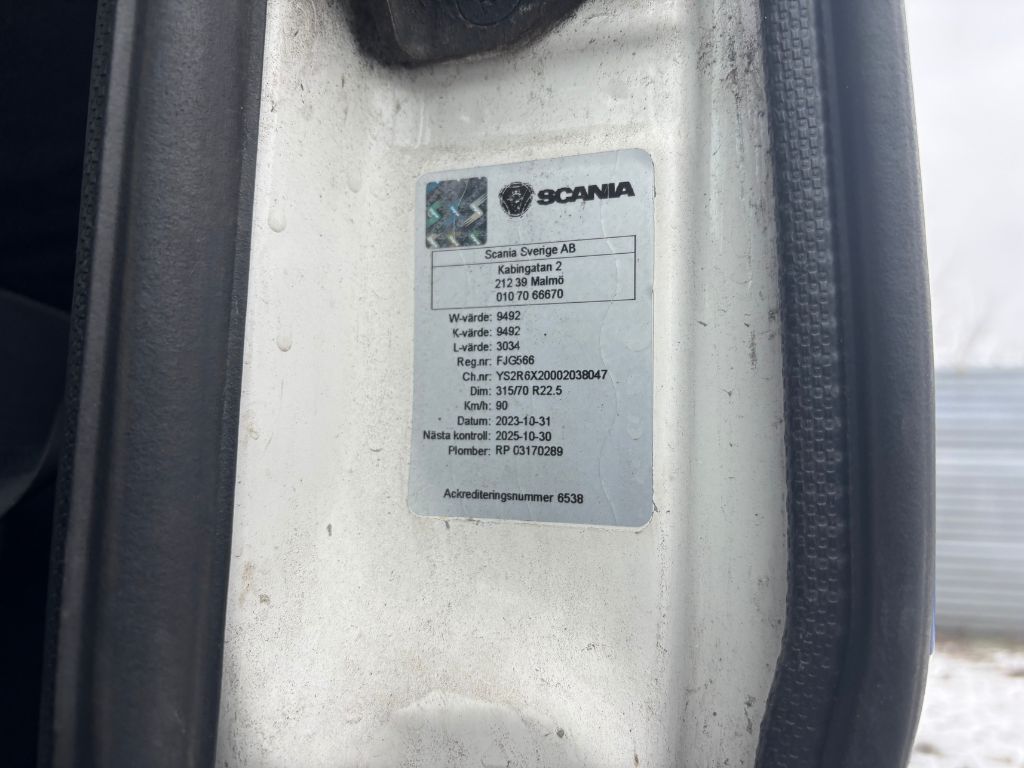 SCANIA
Scania Sverige AB
Kabingatan 2
212 39 Malmö
010 70 66670
W-värde: 9492
K-värde: 9492
L-värde: 3034
Reg.nr: FJG566
Ch.nr: YS2R6X20002038047
Dim: 315/70 R22.5
Km/h: 90
Datum: 2023-10-31
Nästa kontroll: 2025-10-30
Plomber: RP 03170289
Ackrediteringsnummer 6538